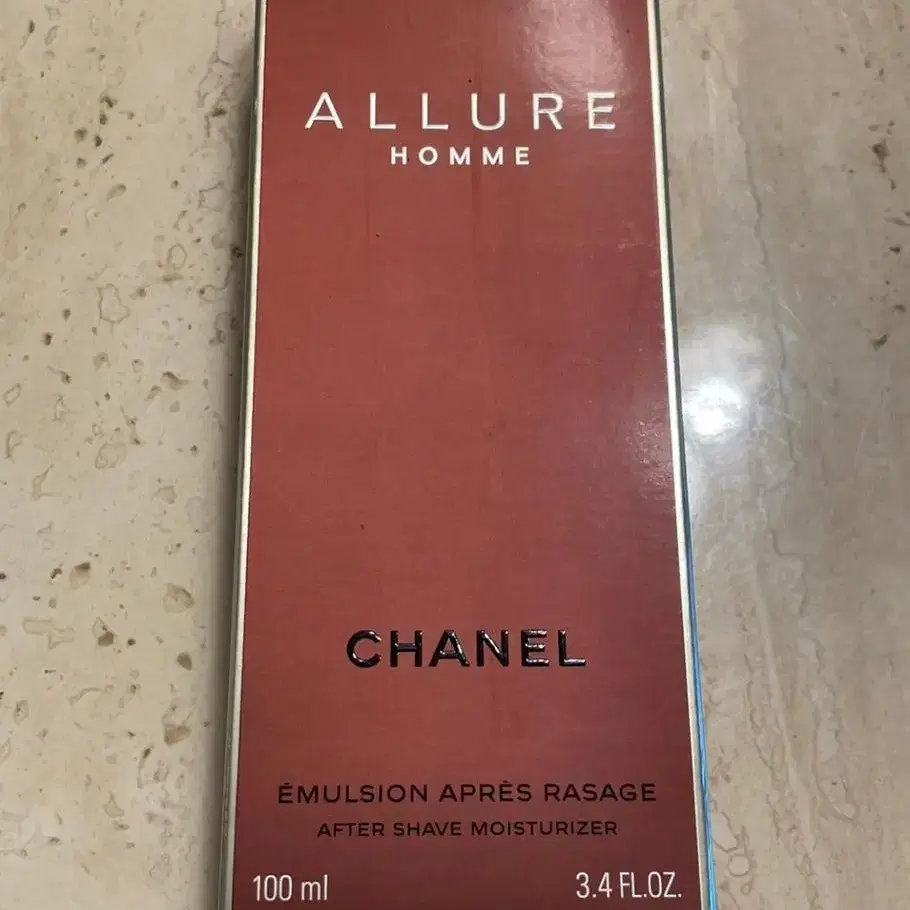 ALLURE
HOMME
CHANEL
ÉMULSION APRÈS RASAGE
AFTER SHAVE MOISTURIZER
100 ml 3.4 FL.OZ.